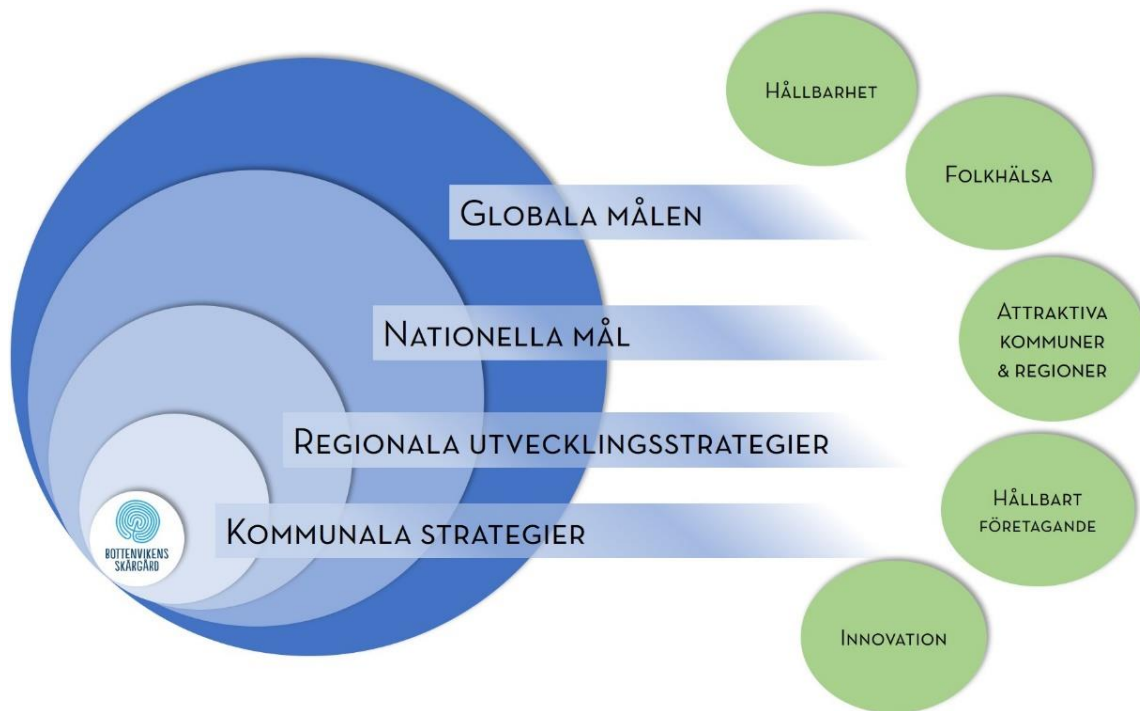 Hållbarhet
Folkhälsa
Globala målen
Nationella mål
Attraktiva
kommuner
& regioner
Regionala utvecklingsstrategier
Kommunala strategier
Hållbart
företagande
BOTTENVIKENS
SKÄRGÅRD
Innovation